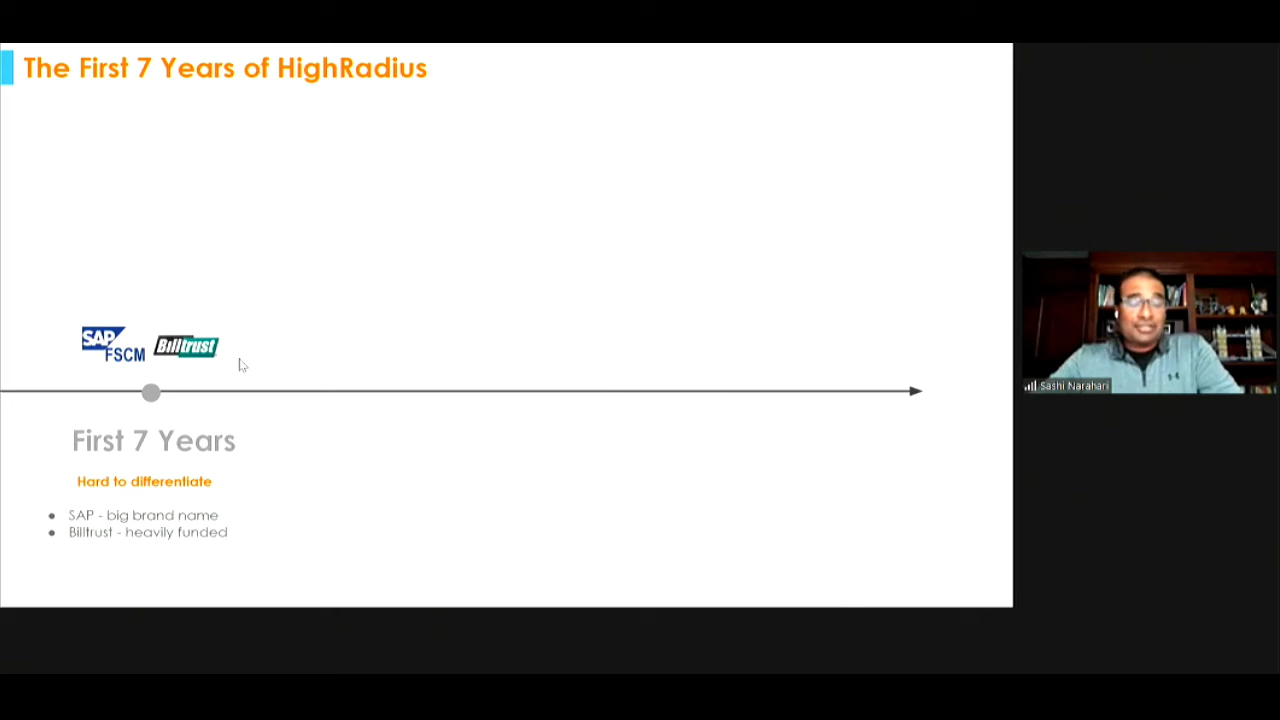 The First 7 Years of HighRadius
SAP
FSCM
Billtrust
First 7 Years
Hard to differentiate
● SAP - big brand name
● Billtrust - heavily funded
Sashi Narahari